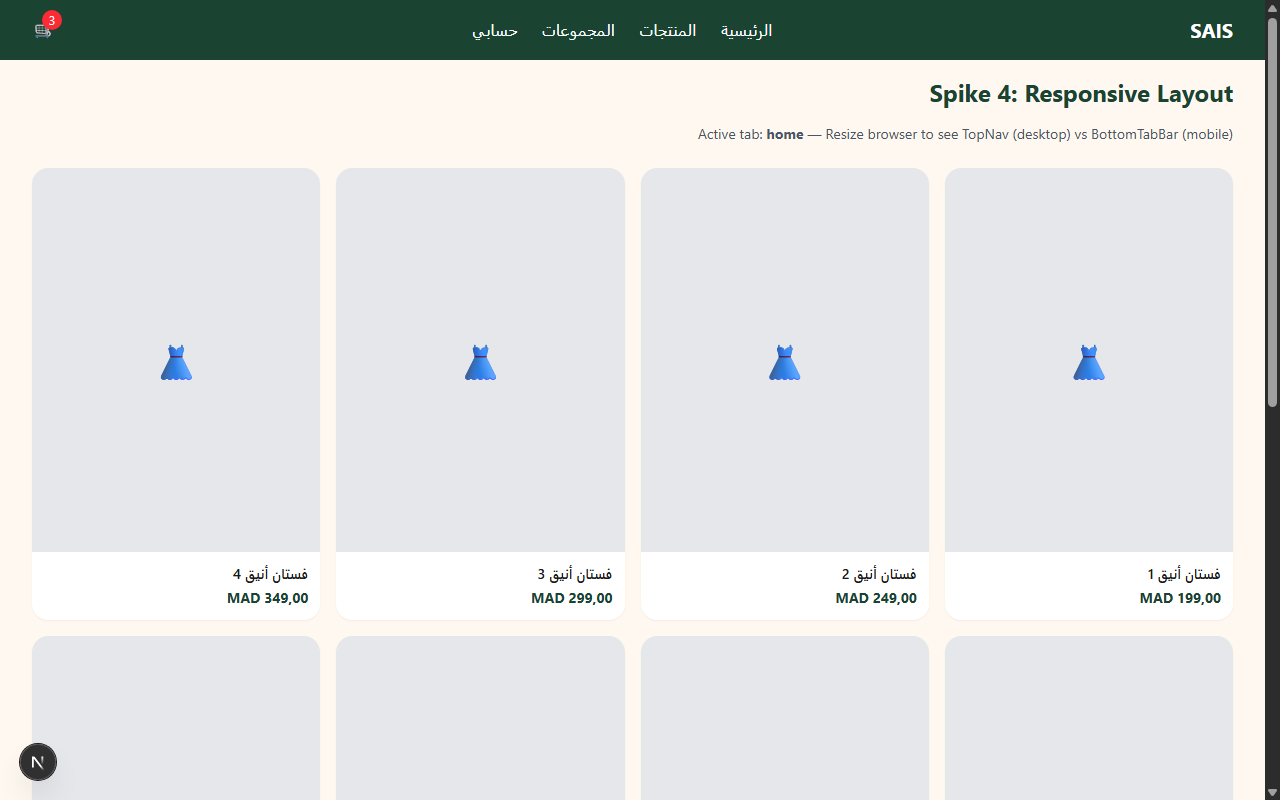 SAIS
الرئيسية
المنتجات
المجموعات
حسابي
3
Spike 4: Responsive Layout
Active tab: home — Resize browser to see TopNav (desktop) vs BottomTabBar (mobile)
فستان أنيق 1
MAD 199,00
فستان أنيق 2
MAD 249,00
فستان أنيق 3
MAD 299,00
فستان أنيق 4
MAD 349,00
N